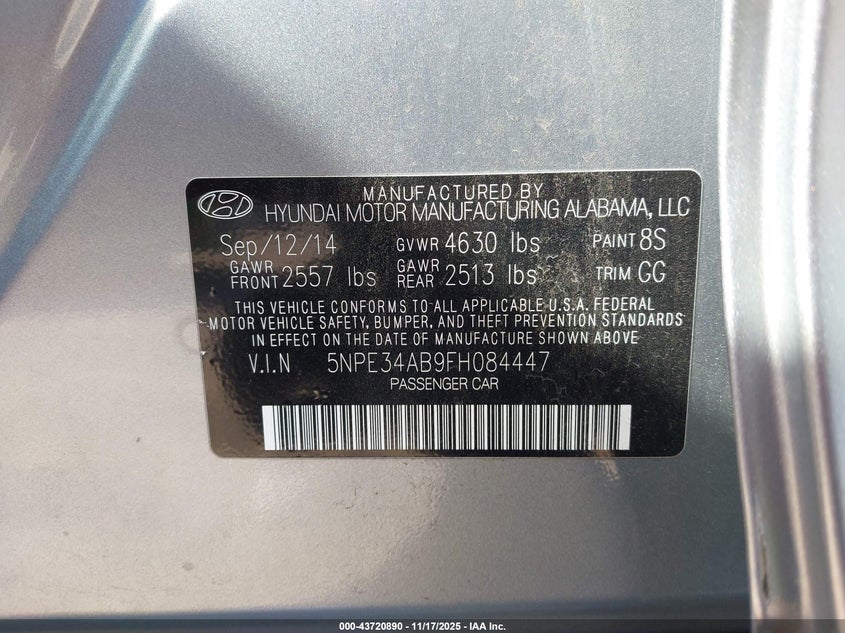 MANUFACTURED BY
HYUNDAI MOTOR MANUFACTURING ALABAMA, LLC
Sep/12/14 GVWR 4630 lbs PAINT 8S
GAWR FRONT 2557 lbs GAWR REAR 2513 lbs TRIM GG
THIS VEHICLE CONFORMS TO ALL APPLICABLE U.S.A. FEDERAL
MOTOR VEHICLE SAFETY, BUMPER, AND THEFT PREVENTION STANDARDS
IN EFFECT ON THE DATE OF MANUFACTURE SHOWN ABOVE
V.I.N 5NPE34AB9FH084447
PASSENGER CAR
000-43720890 - 11/17/2025 - IAA Inc.